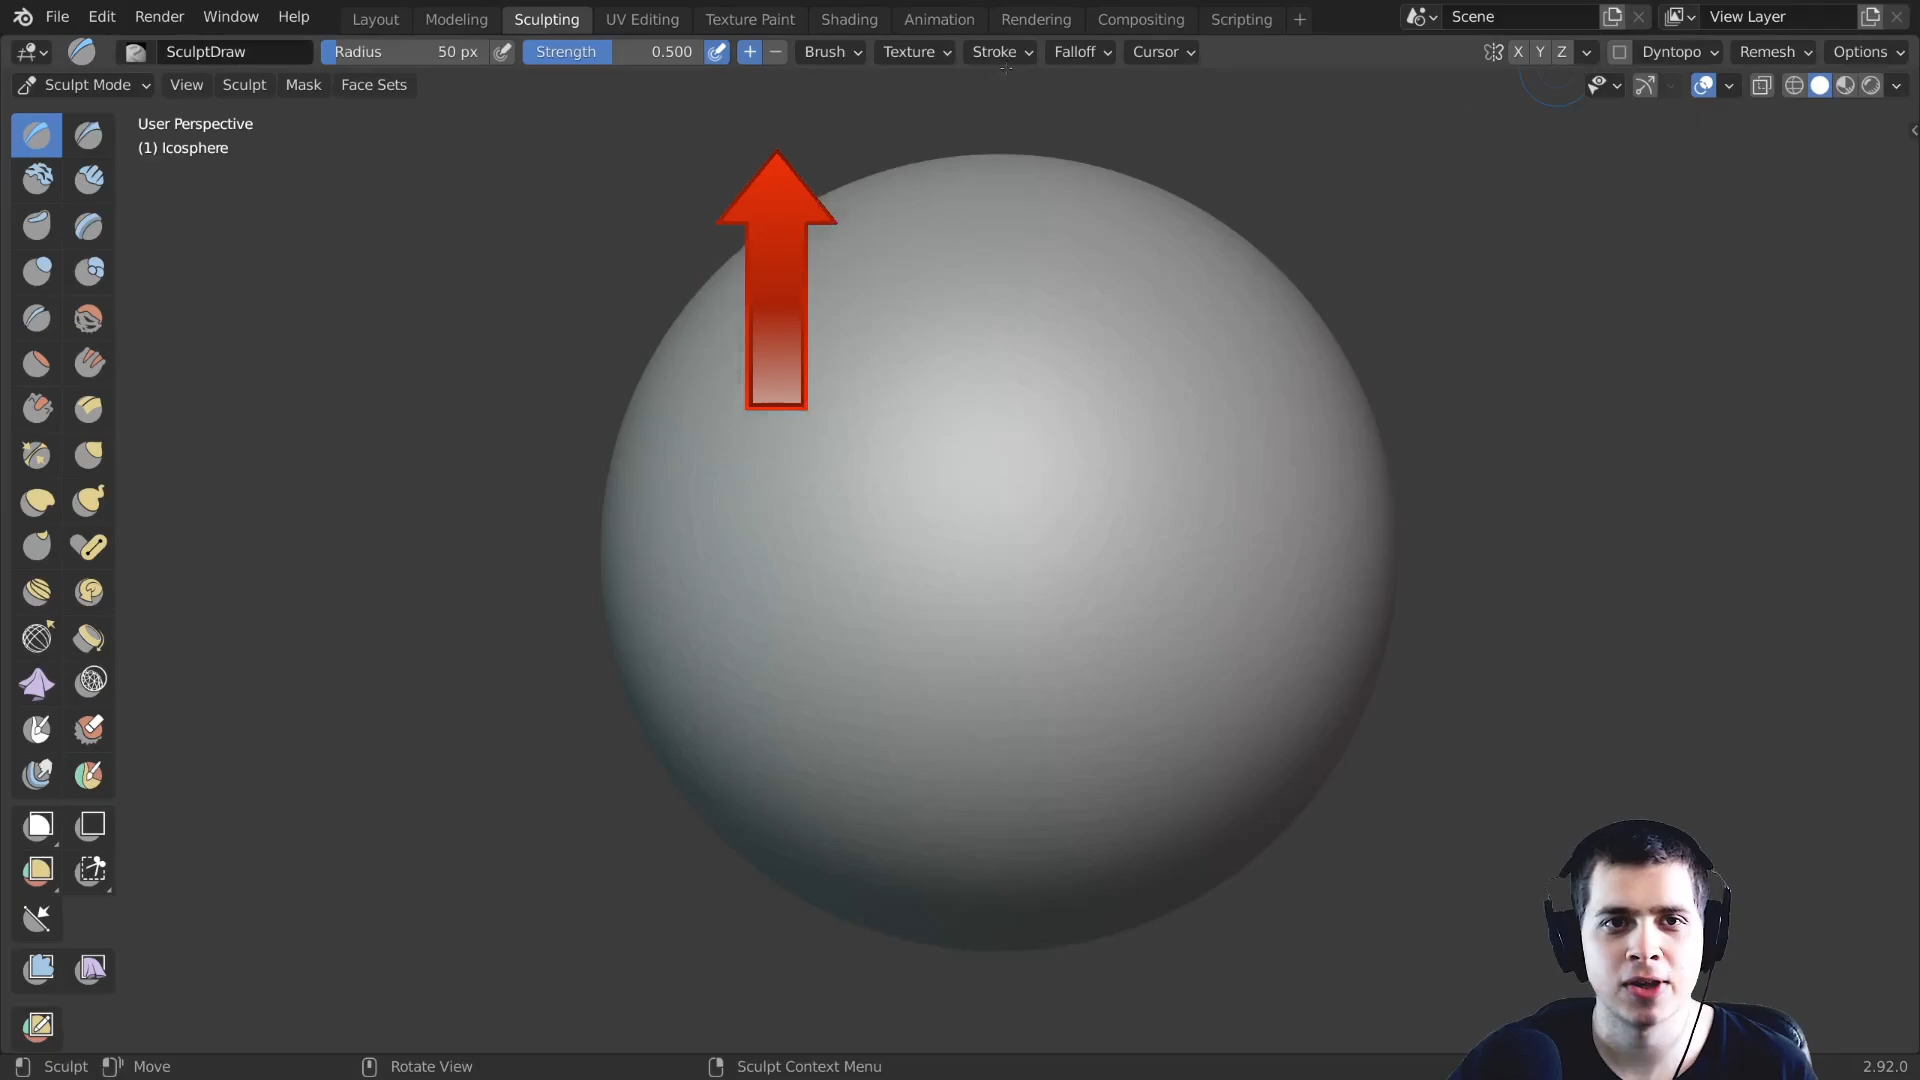 File Edit Render Window Help Layout Modeling Sculpting UV Editing Texture Paint Shading Animation Rendering Compositing Scripting + Scene View Layer
SculptDraw Radius 50 px Strength 0.500 + − Brush Texture Stroke Falloff Cursor X Y Z Dyntopo Remesh Options
Sculpt Mode View Sculpt Mask Face Sets
User Perspective
(1) Icosphere
Sculpt Move Rotate View Sculpt Context Menu 2.92.0